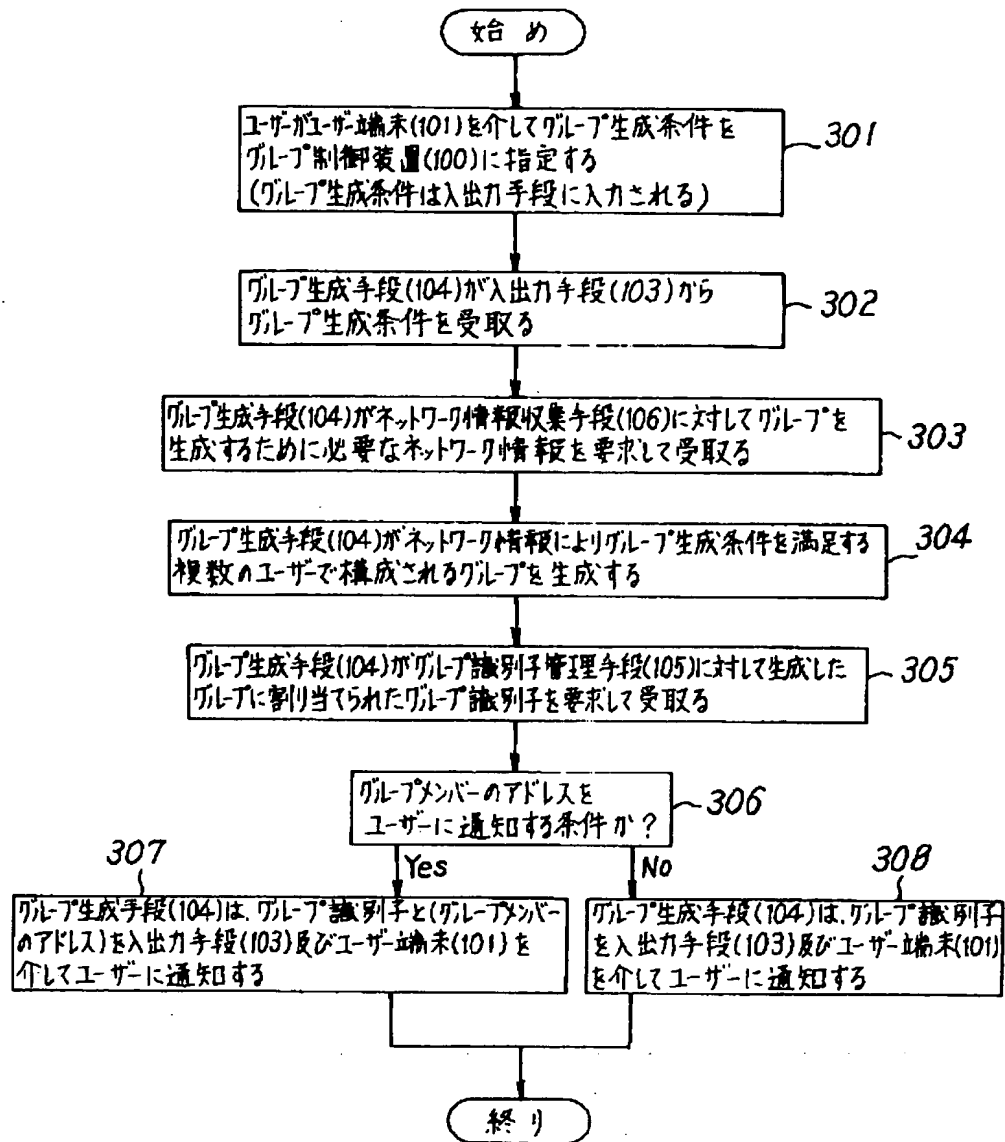 始め
ユーザーがユーザー端末(101)を介してグループ生成条件を
グループ制御装置(100)に指定する
(グループ生成条件は入出力手段に入力される)
301
グループ生成手段(104)が入出力手段(103)から
グループ生成条件を受取る
302
グループ生成手段(104)がネットワーク情報収集手段(106)に対してグループを
生成するために必要なネットワーク情報を要求して受取る
303
グループ生成手段(104)がネットワーク情報によりグループ生成条件を満足する
複数のユーザーで構成されるグループを生成する
304
グループ生成手段(104)がグループ識別子管理手段(105)に対して生成した
グループに割り当てられたグループ識別子を要求して受取る
305
グループメンバーのアドレスを
ユーザーに通知する条件か?
306
Yes
No
307
グループ生成手段(104)は、グループ識別子と(グループメンバー
のアドレス)を入出力手段(103)及びユーザー端末(101)を
介してユーザーに通知する
308
グループ生成手段(104)は、グループ識別子
を入出力手段(103)及びユーザー端末(101)
を介してユーザーに通知する
終り